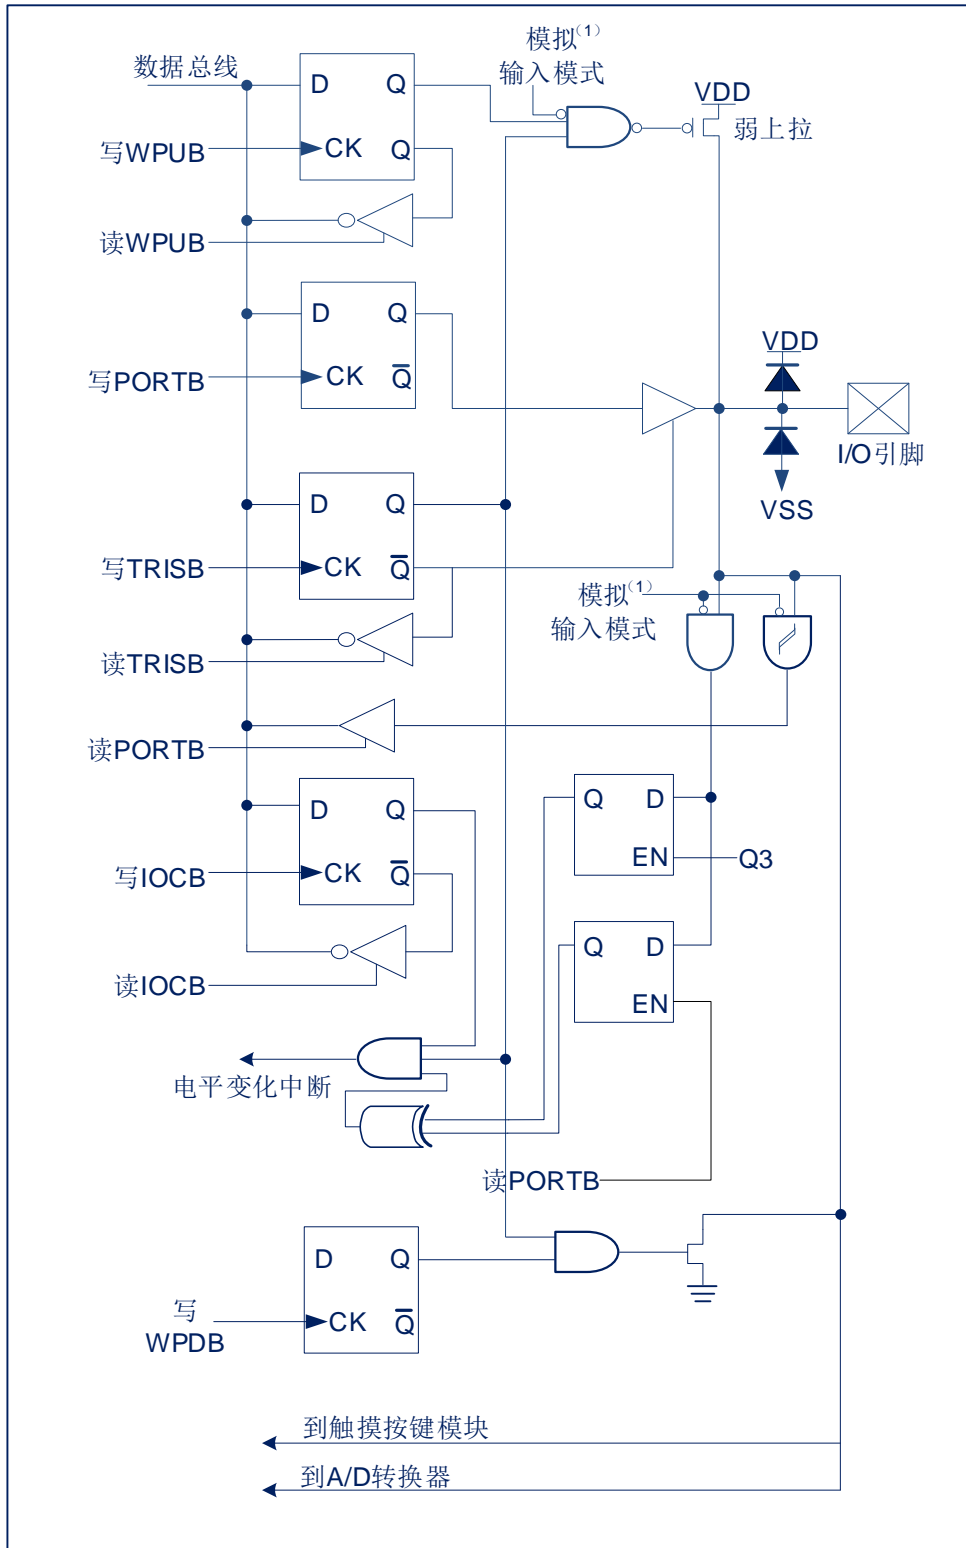 模拟(1)
输入模式
数据总线
D Q
VDD
弱上拉
写WPUB
CK Q
读WPUB
D Q
写PORTB
CK Q̅
VDD
I/O引脚
VSS
D Q
写TRISB
CK Q̅
模拟(1)
输入模式
读TRISB
读PORTB
D Q
Q D
写IOCB
CK Q̅
EN
Q3
Q D
读IOCB
EN
电平变化中断
读PORTB
D Q
写
WPDB
CK Q̅
到触摸按键模块
到A/D转换器